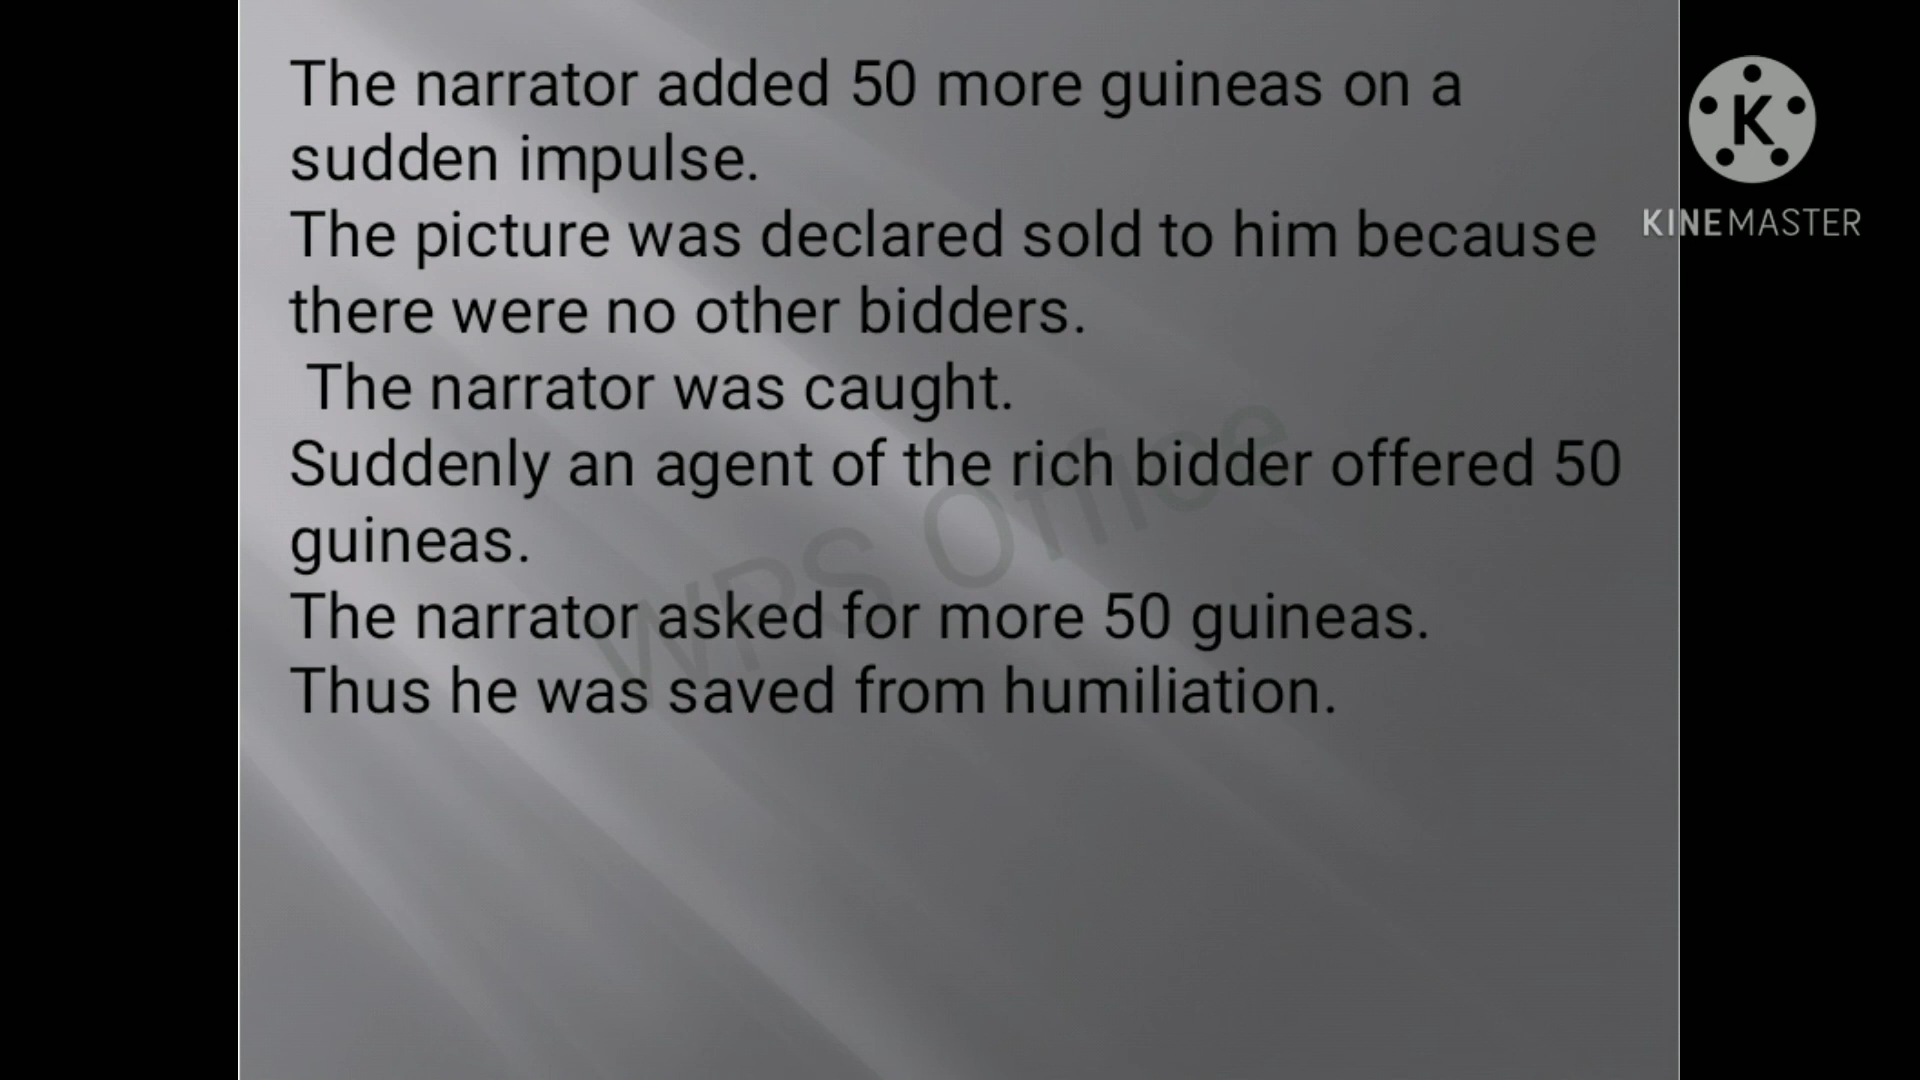 The narrator added 50 more guineas on a
sudden impulse.
The picture was declared sold to him because
there were no other bidders.
The narrator was caught.
Suddenly an agent of the rich bidder offered 50
guineas.
The narrator asked for more 50 guineas.
Thus he was saved from humiliation.
WPS Office
K
KINEMASTER